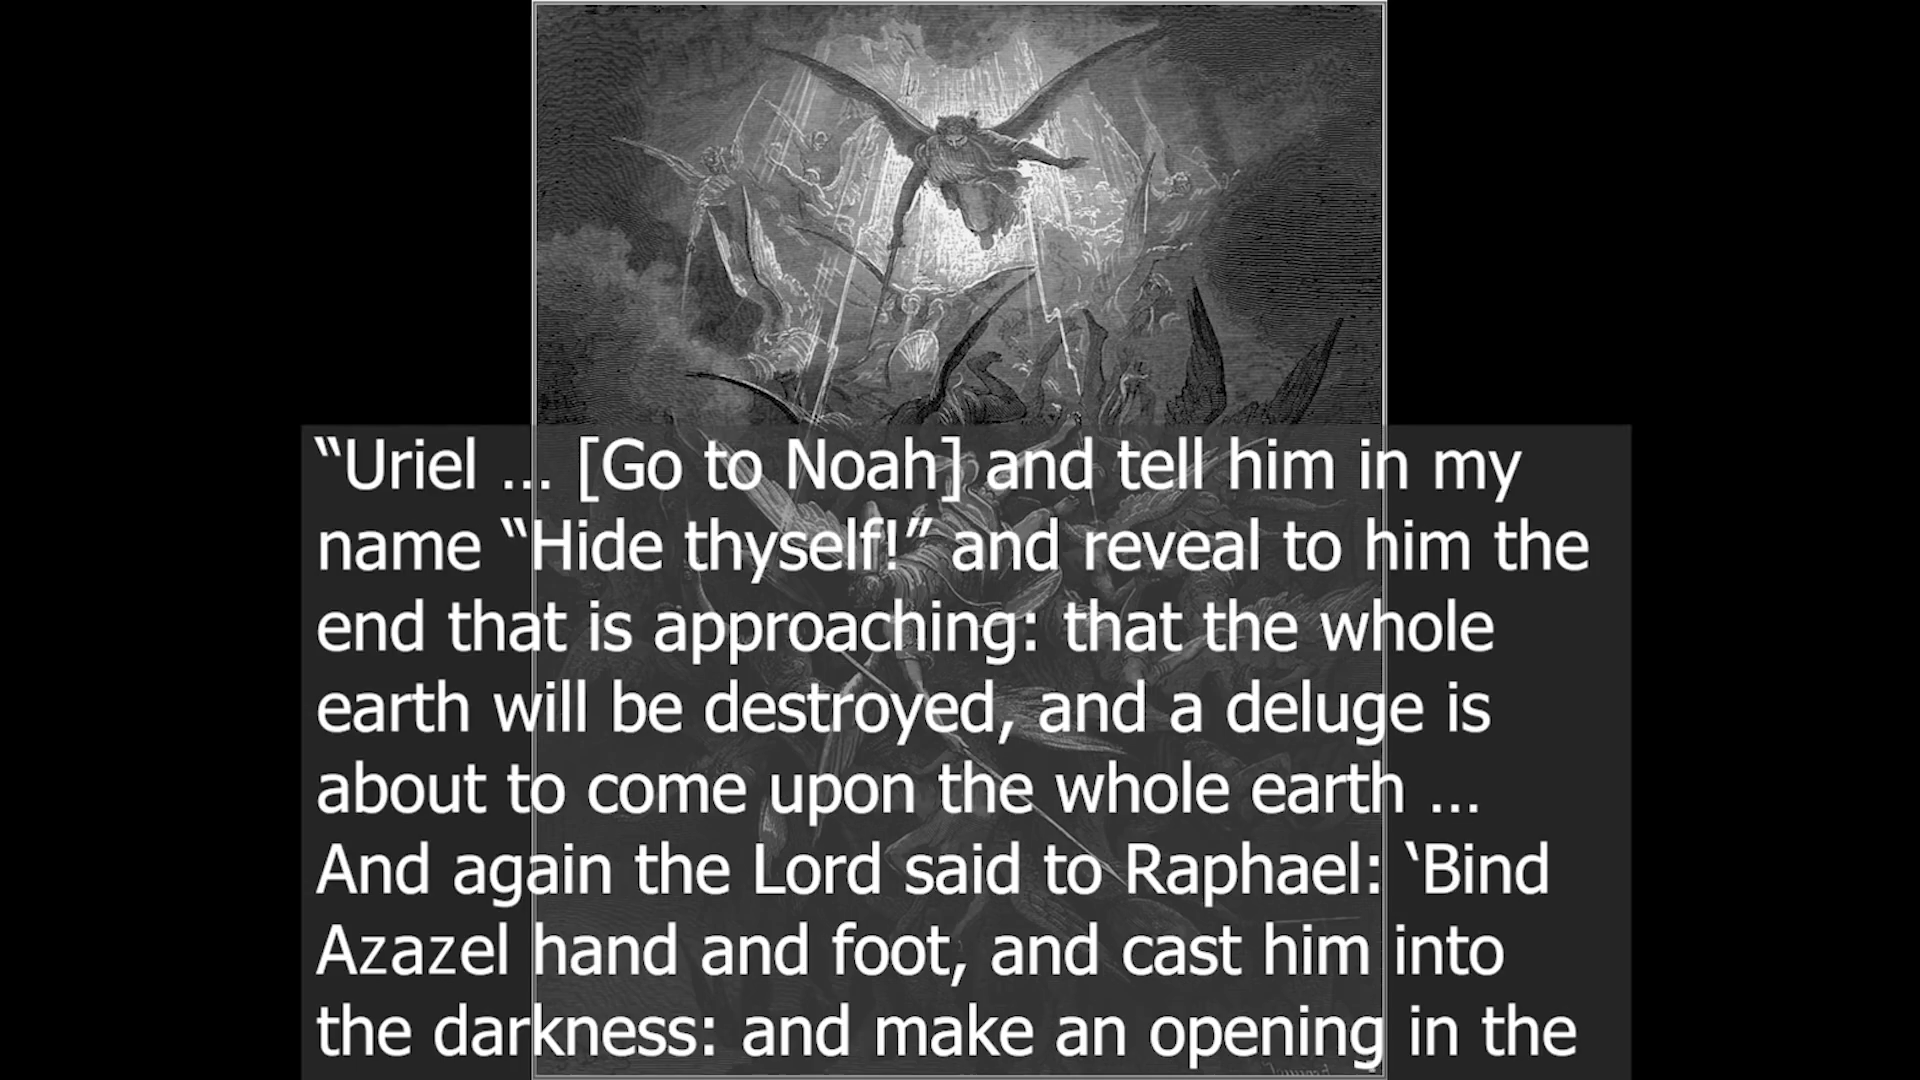 “Uriel ... [Go to Noah] and tell him in my
name “Hide thyself!” and reveal to him the
end that is approaching: that the whole
earth will be destroyed, and a deluge is
about to come upon the whole earth ...
And again the Lord said to Raphael: ‘Bind
Azazel hand and foot, and cast him into
the darkness: and make an opening in the